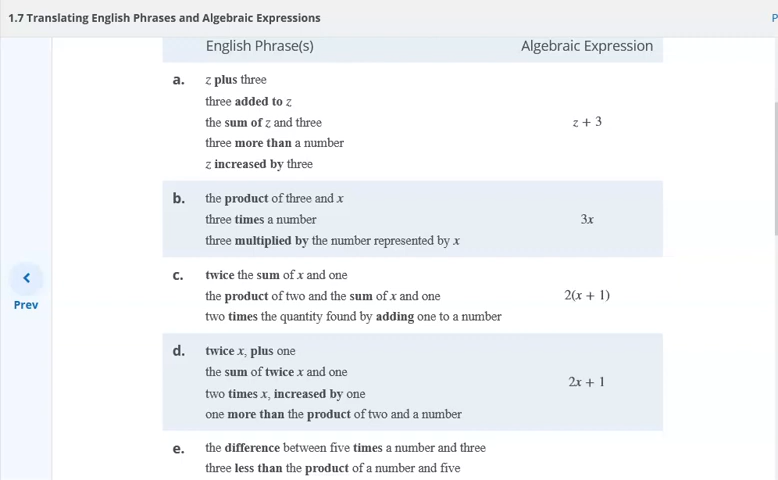 1.7 Translating English Phrases and Algebraic Expressions
P
English Phrase(s) Algebraic Expression
a. z plus three
three added to z
the sum of z and three
z + 3
three more than a number
z increased by three
b. the product of three and x
three times a number
3x
three multiplied by the number represented by x
c. twice the sum of x and one
the product of two and the sum of x and one
2(x + 1)
two times the quantity found by adding one to a number
Prev
d. twice x, plus one
the sum of twice x and one
2x + 1
two times x, increased by one
one more than the product of two and a number
e. the difference between five times a number and three
three less than the product of a number and five